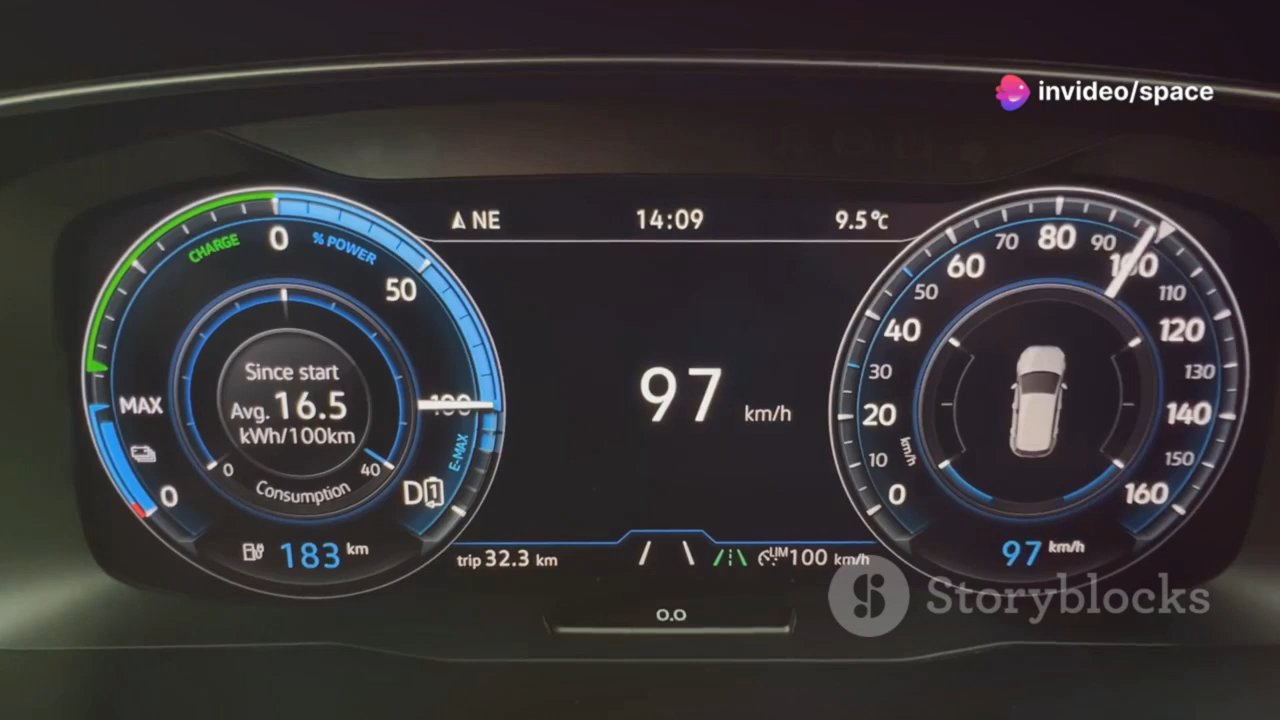 invideo/space
NE 14:09 9.5°C
CHARGE 0 % POWER
50
100
E-MAX
MAX
0
Since start
Avg. 16.5
kWh/100km
0 40
Consumption
D 1
183 km
97 km/h
trip 32.3 km
LIM 100 km/h
0 10 20 30 40 50 60 70 80 90 100 110 120 130 140 150 160
km/h
97 km/h
0.0
Storyblocks